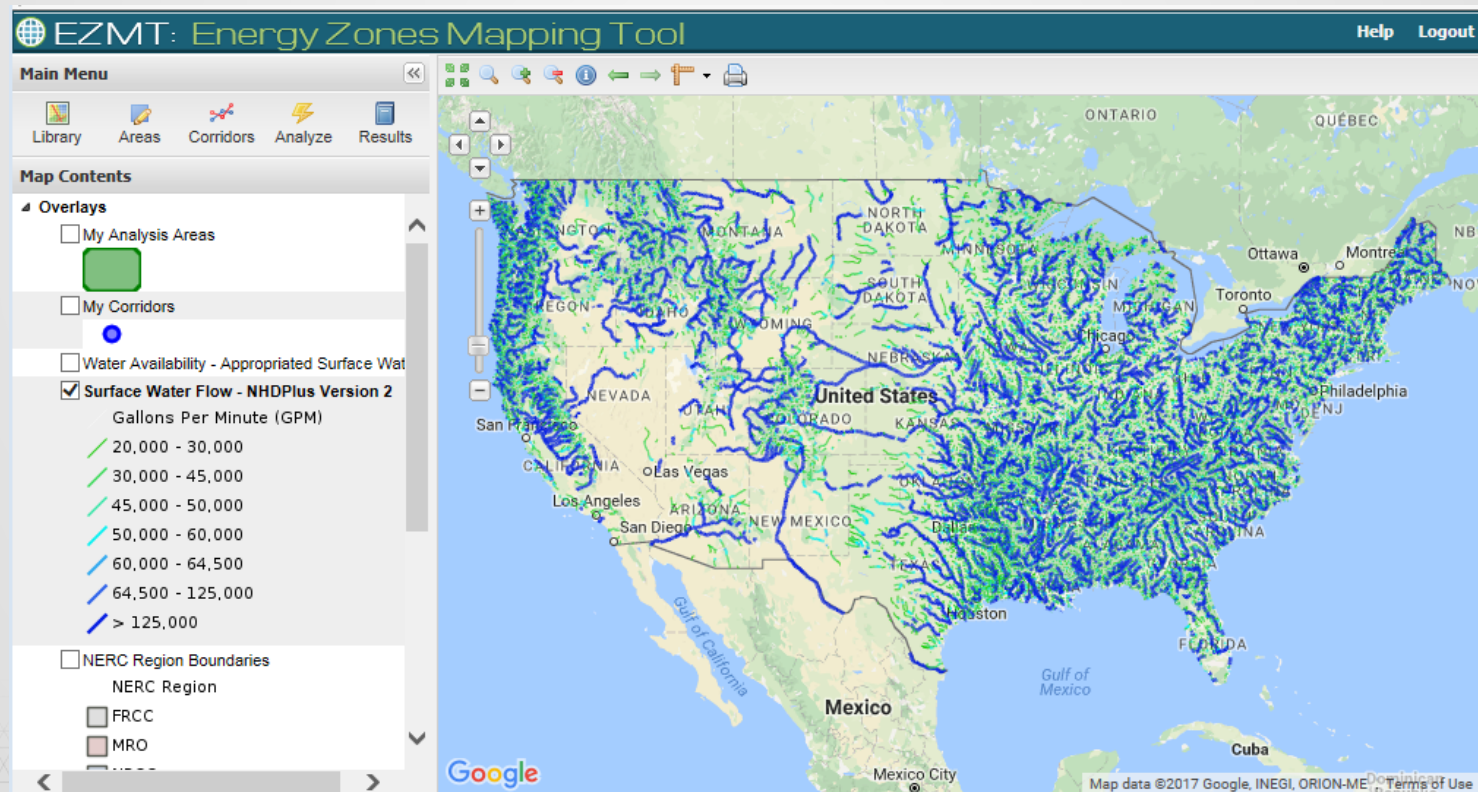 EZMT: Energy Zones Mapping Tool
Help Logout
Main Menu
Library Areas Corridors Analyze Results
Map Contents
Overlays
My Analysis Areas
My Corridors
Water Availability - Appropriated Surface Wat
Surface Water Flow - NHDPlus Version 2
Gallons Per Minute (GPM)
20,000 - 30,000
30,000 - 45,000
45,000 - 50,000
50,000 - 60,000
60,000 - 64,500
64,500 - 125,000
> 125,000
NERC Region Boundaries
NERC Region
FRCC
MRO
ONTARIO
QUÉBEC
NB
NORTH
DAKOTA
MONTANA
MINNESOTA
Ottawa
Montre
SOUTH
DAKOTA
WISCONSIN
MICHIGAN
Toronto
OREGON
IDAHO
WYOMING
Chicago
NEBRASKA
NEVADA
UTAH
COLORADO
United States
KANSAS
Philadelphia
San Francisco
CALIFORNIA
Las Vegas
Los Angeles
ARIZONA
NEW MEXICO
San Diego
Dallas
TEXAS
Houston
FLORIDA
Gulf of California
Gulf of
Mexico
Mexico
Cuba
Mexico City
Google
Map data ©2017 Google, INEGI, ORION-ME
Terms of Use